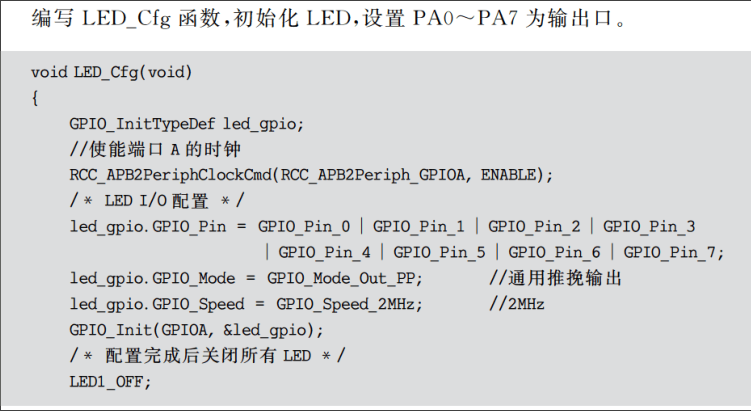 编写 LED_Cfg 函数,初始化 LED,设置 PA0～PA7 为输出口。
void LED_Cfg(void)
{
GPIO_InitTypeDef led_gpio;
//使能端口 A 的时钟
RCC_APB2PeriphClockCmd(RCC_APB2Periph_GPIOA, ENABLE);
/* LED I/O 配置 */
led_gpio.GPIO_Pin = GPIO_Pin_0 | GPIO_Pin_1 | GPIO_Pin_2 | GPIO_Pin_3
| GPIO_Pin_4 | GPIO_Pin_5 | GPIO_Pin_6 | GPIO_Pin_7;
led_gpio.GPIO_Mode = GPIO_Mode_Out_PP; //通用推挽输出
led_gpio.GPIO_Speed = GPIO_Speed_2MHz; //2MHz
GPIO_Init(GPIOA, &led_gpio);
/* 配置完成后关闭所有 LED */
LED1_OFF;